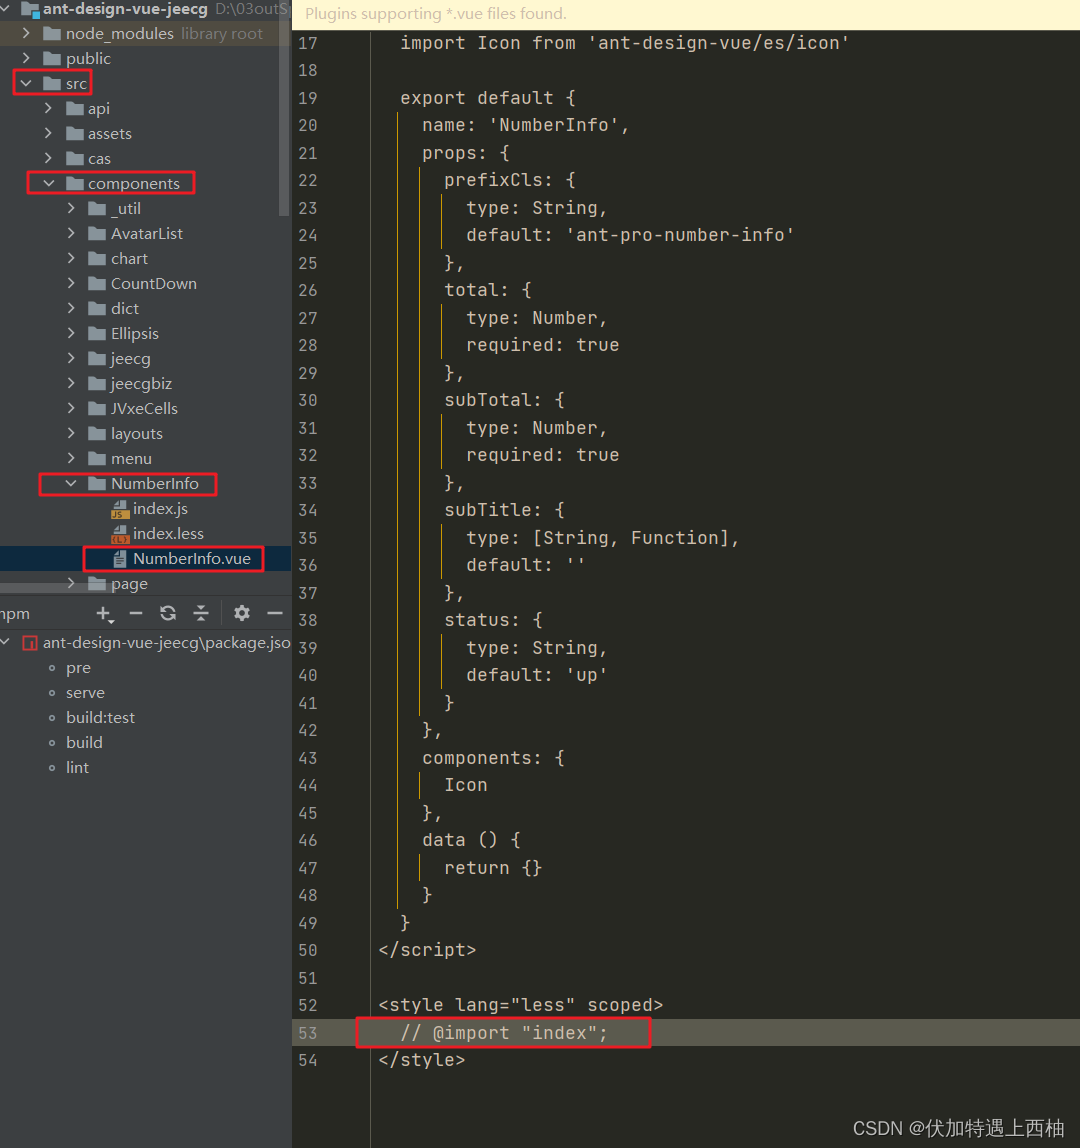 ant-design-vue-jeecg D:\03outS
node_modules library root
public
src
api
assets
cas
components
_util
AvatarList
chart
CountDown
dict
Ellipsis
jeecg
jeecgbiz
JVxeCells
layouts
menu
NumberInfo
index.js
index.less
NumberInfo.vue
page
npm
ant-design-vue-jeecg\package.jso
pre
serve
build:test
build
lint
Plugins supporting *.vue files found.
17 import Icon from 'ant-design-vue/es/icon'
18
19 export default {
20 name: 'NumberInfo',
21 props: {
22 prefixCls: {
23 type: String,
24 default: 'ant-pro-number-info'
25 },
26 total: {
27 type: Number,
28 required: true
29 },
30 subTotal: {
31 type: Number,
32 required: true
33 },
34 subTitle: {
35 type: [String, Function],
36 default: ''
37 },
38 status: {
39 type: String,
40 default: 'up'
41 }
42 },
43 components: {
44 Icon
45 },
46 data () {
47 return {}
48 }
49 }
50 </script>
51
52 <style lang="less" scoped>
53 // @import "index";
54 </style>
CSDN @伏加特遇上西柚